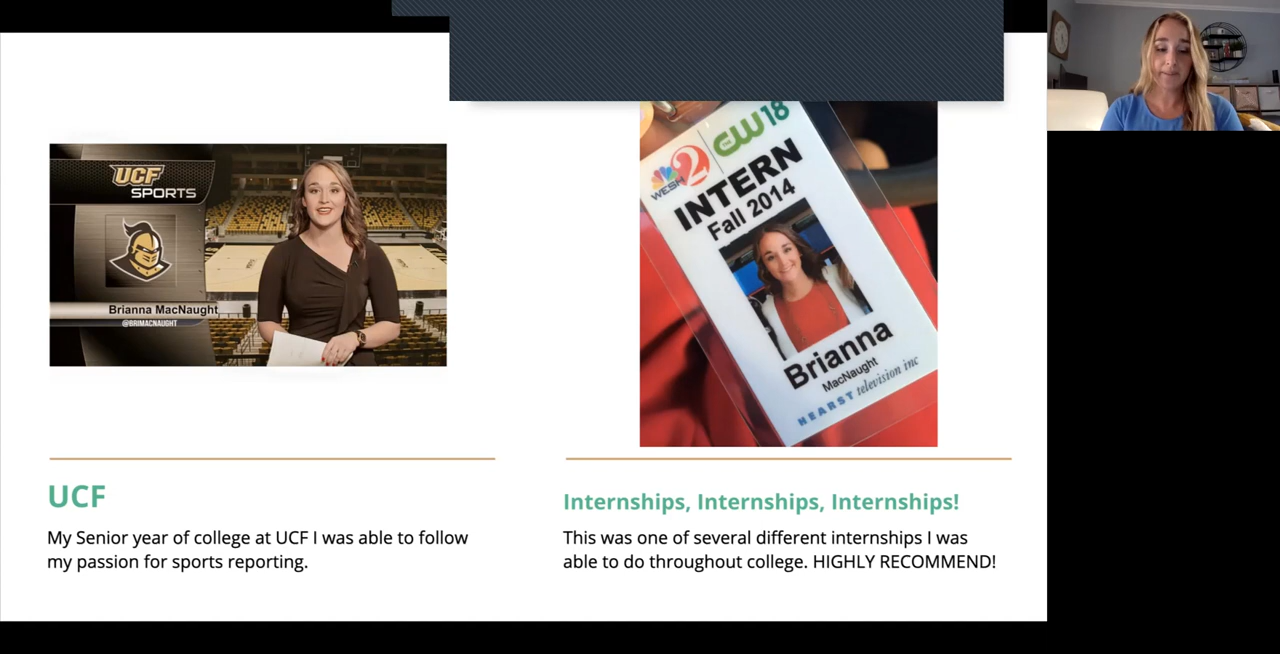 UCF
SPORTS
Brianna MacNaught
@BRIMACNAUGHT
WESH 2
CW 18
INTERN
Fall 2014
Brianna
MacNaught
HEARST television inc
UCF
My Senior year of college at UCF I was able to follow
my passion for sports reporting.
Internships, Internships, Internships!
This was one of several different internships I was
able to do throughout college. HIGHLY RECOMMEND!